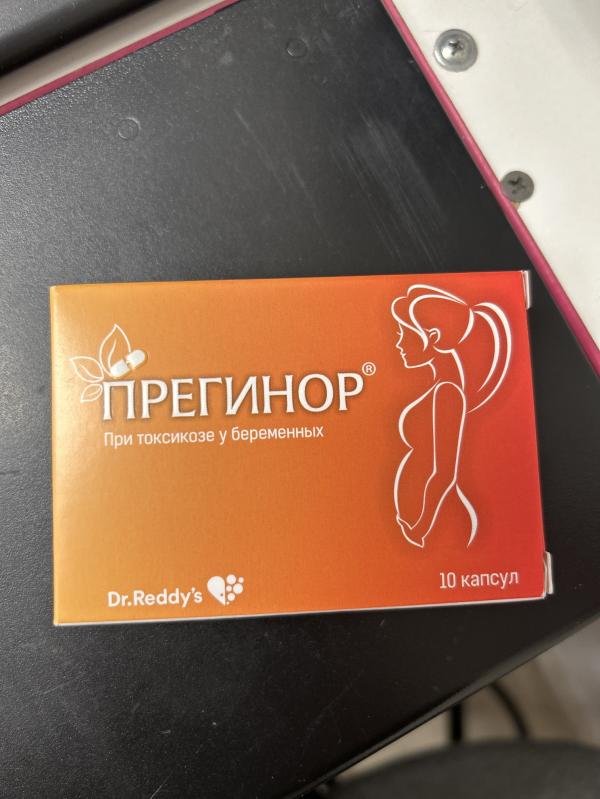 ПРЕГИНОР®
При токсикозе у беременных
Dr.Reddy's
10 капсул